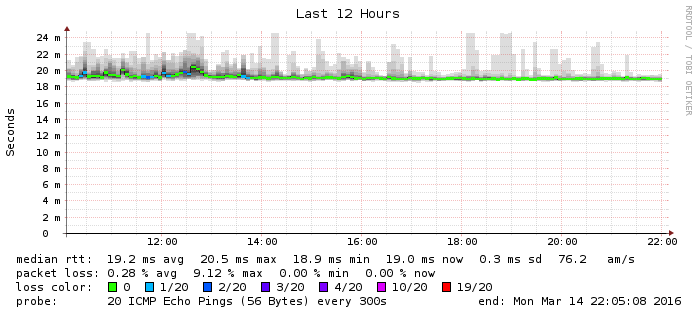 Last 12 Hours
RRDTOOL / TOBI OETIKER
Seconds
24 m
22 m
20 m
18 m
16 m
14 m
12 m
10 m
8 m
6 m
4 m
2 m
0
12:00 14:00 16:00 18:00 20:00 22:00
median rtt: 19.2 ms avg 20.5 ms max 18.9 ms min 19.0 ms now 0.3 ms sd 76.2 am/s
packet loss: 0.28 % avg 9.12 % max 0.00 % min 0.00 % now
loss color: 0 1/20 2/20 3/20 4/20 10/20 19/20
probe: 20 ICMP Echo Pings (56 Bytes) every 300s end: Mon Mar 14 22:05:08 2016